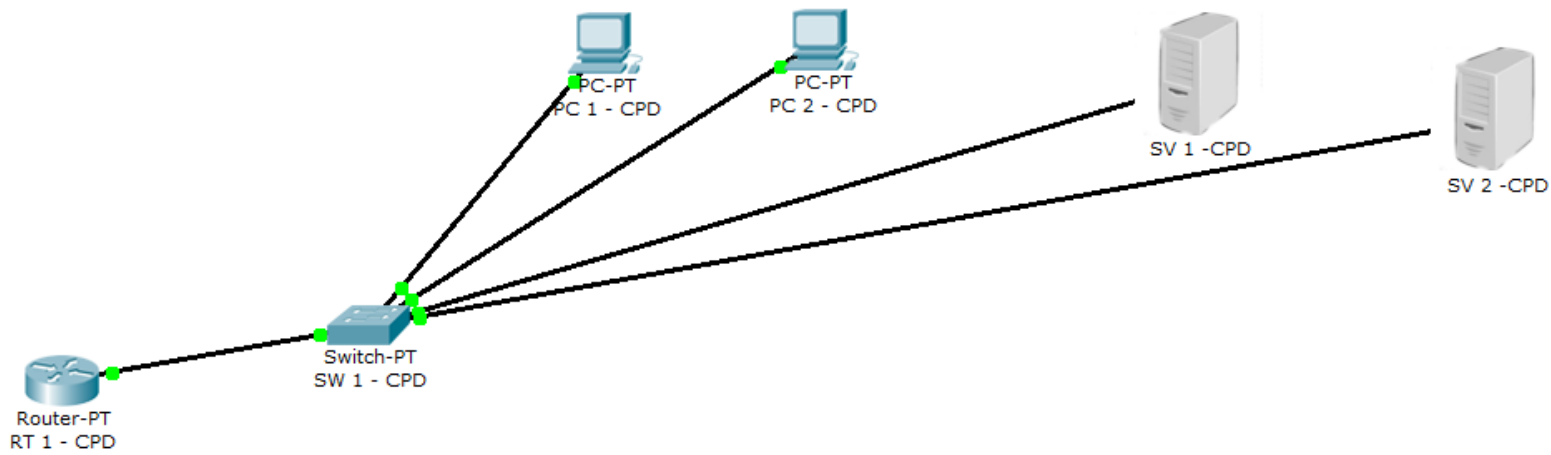 PC-PT
PC 1 - CPD
PC-PT
PC 2 - CPD
SV 1 -CPD
SV 2 -CPD
Switch-PT
SW 1 - CPD
Router-PT
RT 1 - CPD